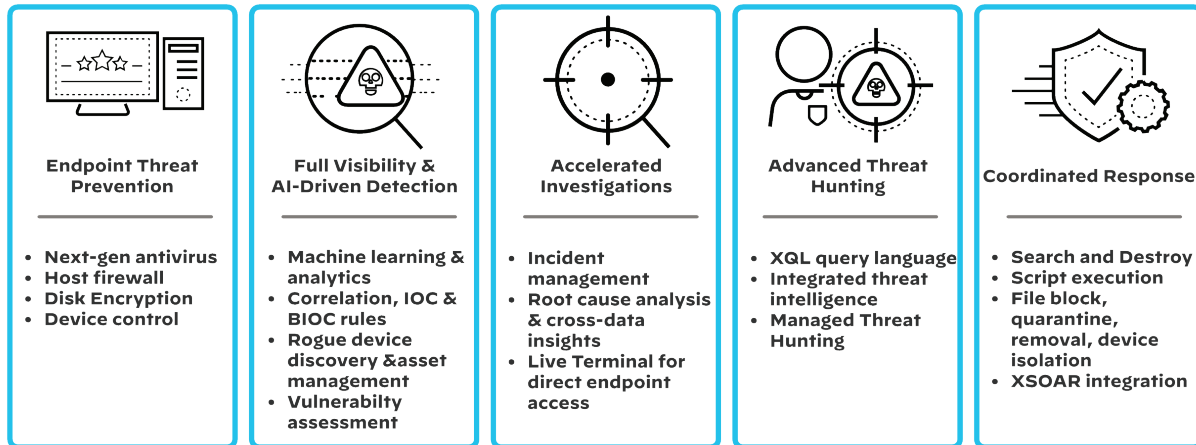 Endpoint Threat
Prevention
• Next-gen antivirus
• Host firewall
• Disk Encryption
• Device control
Full Visibility &
AI-Driven Detection
• Machine learning &
analytics
• Correlation, IOC &
BIOC rules
• Rogue device
discovery &asset
management
• Vulnerabilty
assessment
Accelerated
Investigations
• Incident
management
• Root cause analysis
& cross-data
insights
• Live Terminal for
direct endpoint
access
Advanced Threat
Hunting
• XQL query language
• Integrated threat
intelligence
• Managed Threat
Hunting
Coordinated Response
• Search and Destroy
• Script execution
• File block,
quarantine,
removal, device
isolation
• XSOAR integration